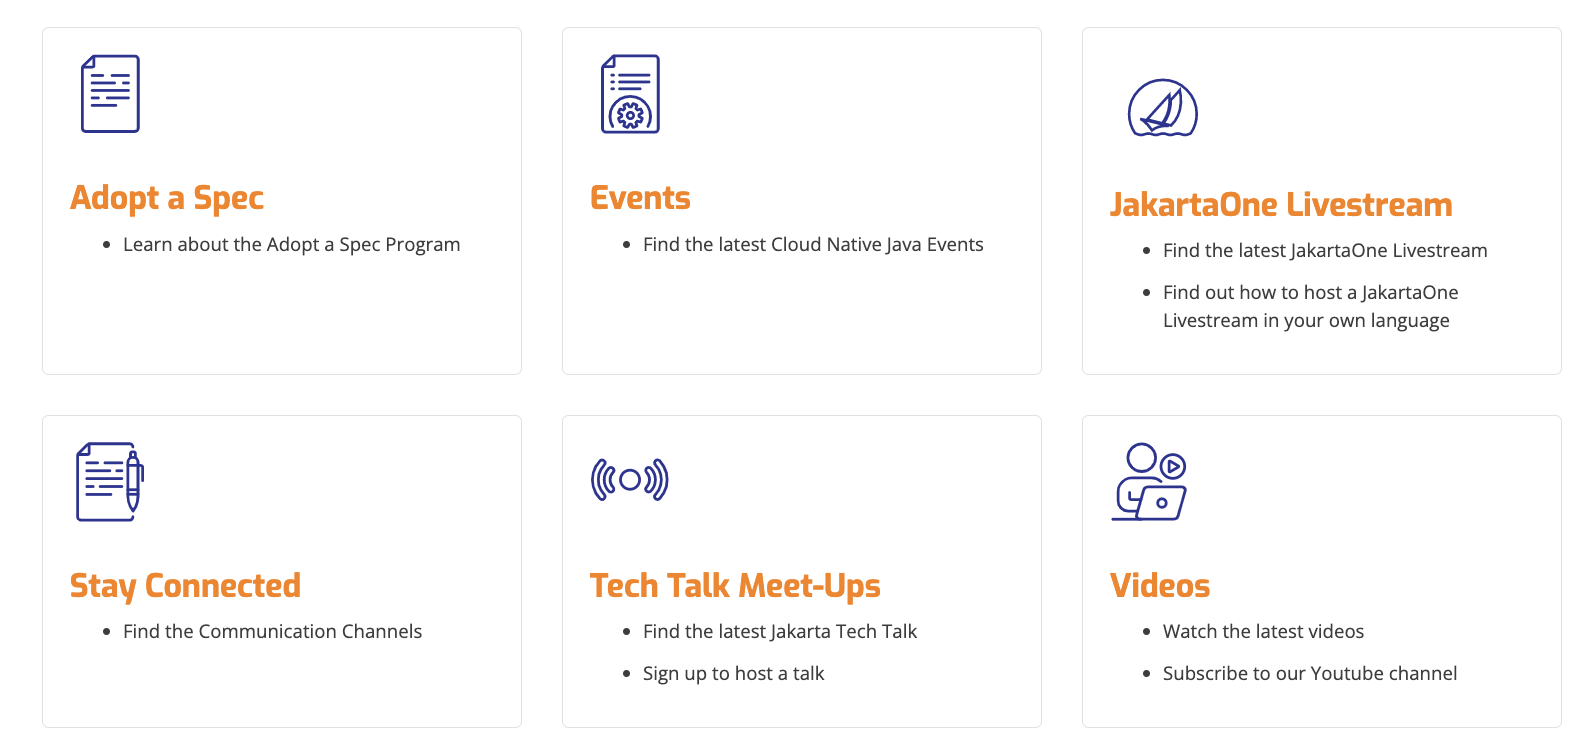 Adopt a Spec
• Learn about the Adopt a Spec Program
Events
• Find the latest Cloud Native Java Events
JakartaOne Livestream
• Find the latest JakartaOne Livestream
• Find out how to host a JakartaOne
Livestream in your own language
Stay Connected
• Find the Communication Channels
Tech Talk Meet-Ups
• Find the latest Jakarta Tech Talk
• Sign up to host a talk
Videos
• Watch the latest videos
• Subscribe to our Youtube channel